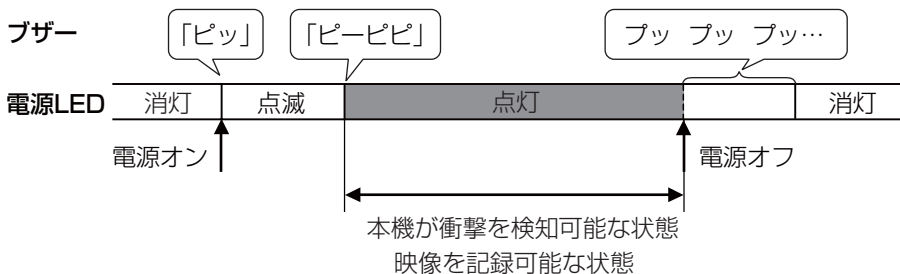 ブザー 「ピッ」 「ピーピピ」 プッ プッ プッ…
電源LED 消灯 点滅 点灯 消灯
電源オン 電源オフ
本機が衝撃を検知可能な状態
映像を記録可能な状態